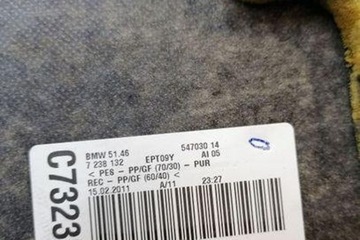 BMW 51.46 547030 14
7 238 132 EPT09Y AI 05
< PES - PP/GF (70/30) - PUR
REC - PP/GF (60/40) >
15.02.2011 A/11 23:27
C7323